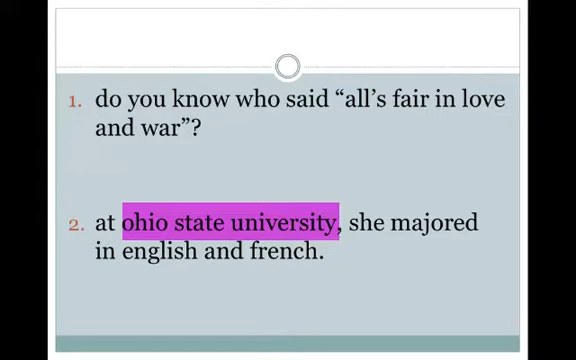 1. do you know who said “all’s fair in love
and war”?
2. at ohio state university, she majored
in english and french.